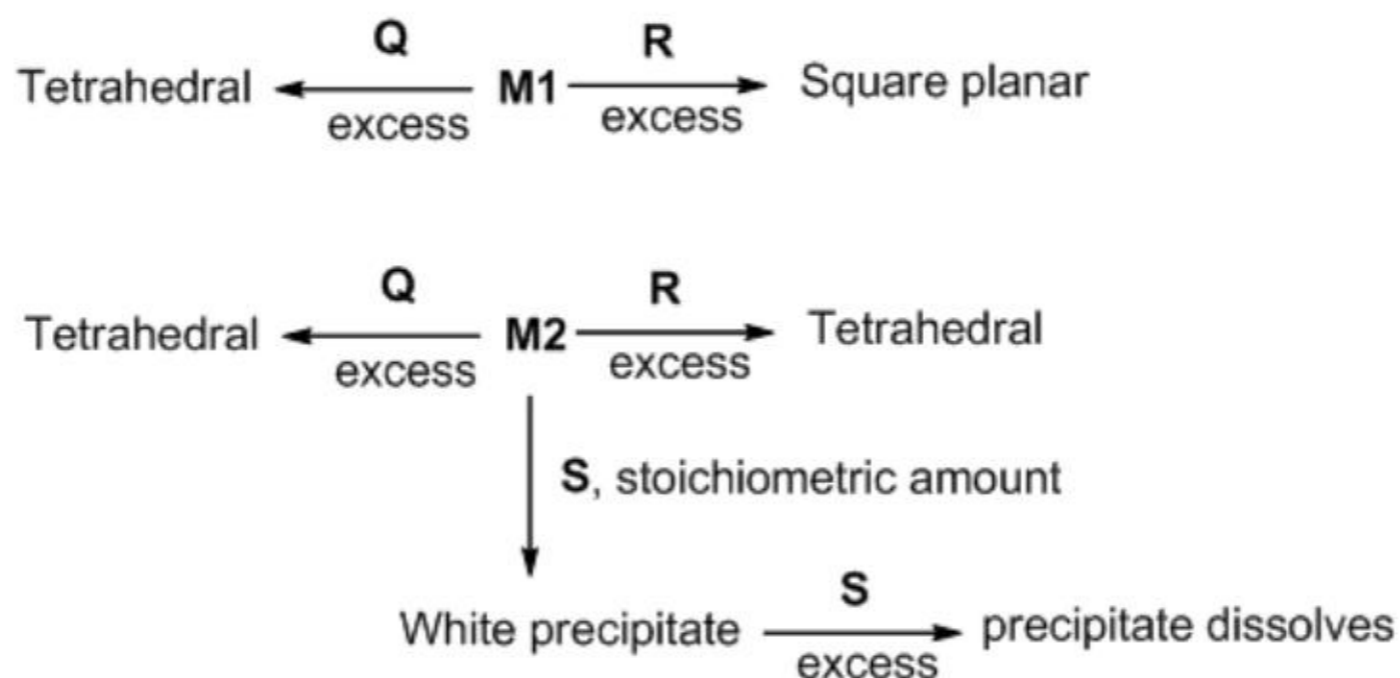 Q R
Tetrahedral M1 Square planar
excess excess
Q R
Tetrahedral M2 Tetrahedral
excess excess
S, stoichiometric amount
S
White precipitate precipitate dissolves
excess